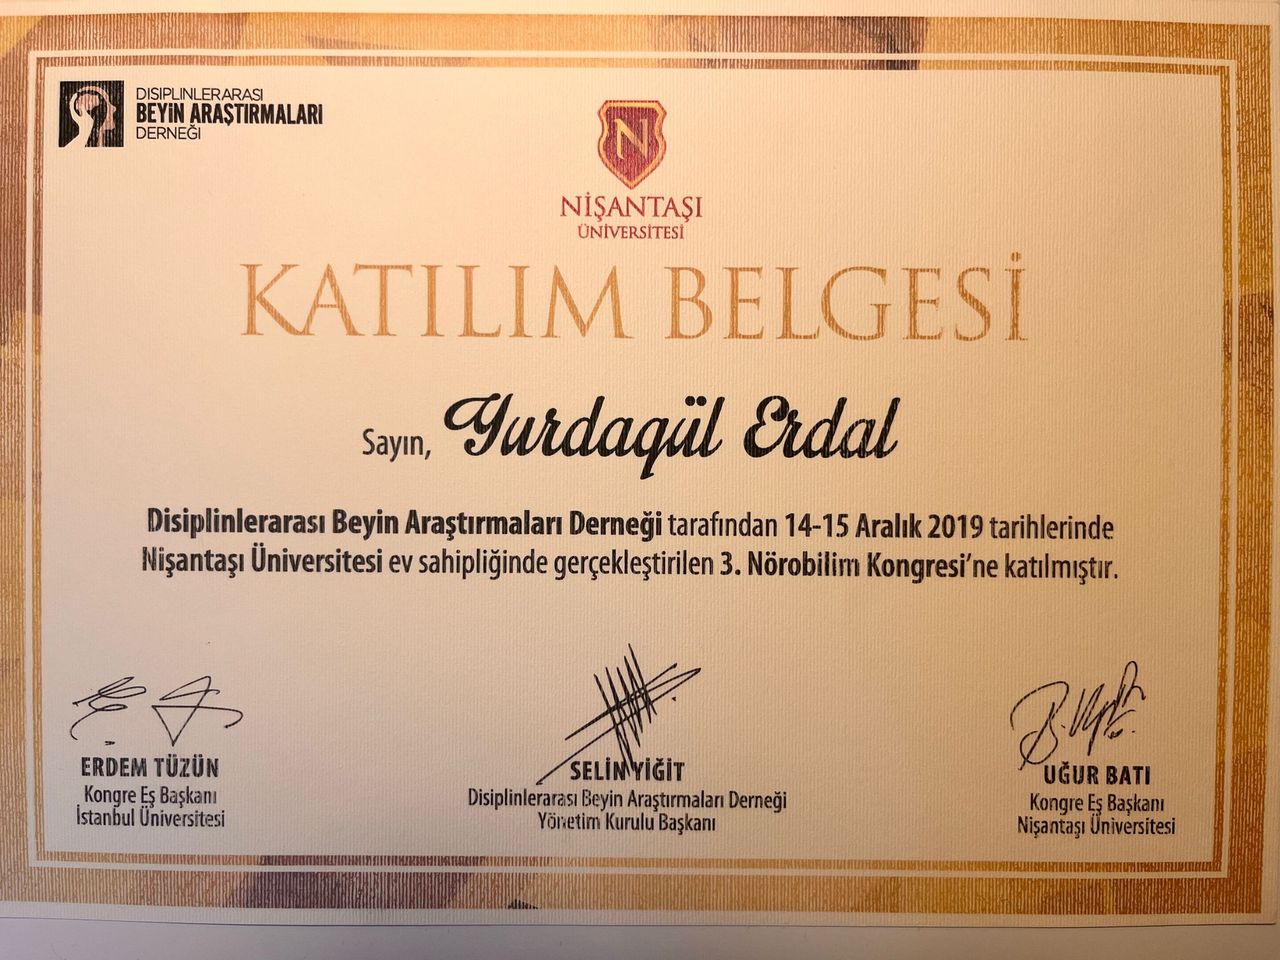 DISIPLINLERARASI
BEYİN ARAŞTIRMALARI
DERNEĞİ
N
NİŞANTAŞI
ÜNİVERSİTESİ
KATILIM BELGESİ
Sayın, Yurdagül Erdal
Disiplinlerarası Beyin Araştırmaları Derneği tarafından 14-15 Aralık 2019 tarihlerinde
Nişantaşı Üniversitesi ev sahipliğinde gerçekleştirilen 3. Nörobilim Kongresi'ne katılmıştır.
ERDEM TÜZÜN
Kongre Eş Başkanı
İstanbul Üniversitesi
SELİN YİĞİT
Disiplinlerarası Beyin Araştırmaları Derneği
Yönetim Kurulu Başkanı
UĞUR BATI
Kongre Eş Başkanı
Nişantaşı Üniversitesi